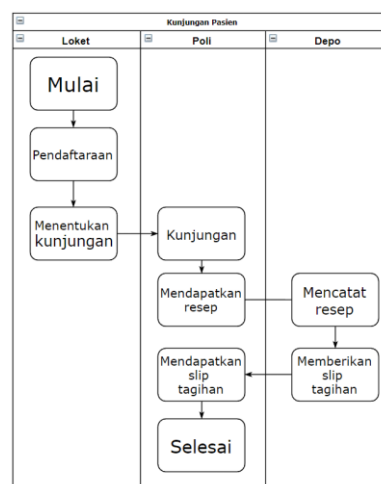 Kunjungan Pasien
Loket
Poli
Depo
Mulai
Pendaftaraan
Menentukan
kunjungan
Kunjungan
Mendapatkan
resep
Mencatat
resep
Mendapatkan
slip
tagihan
Memberikan
slip
tagihan
Selesai